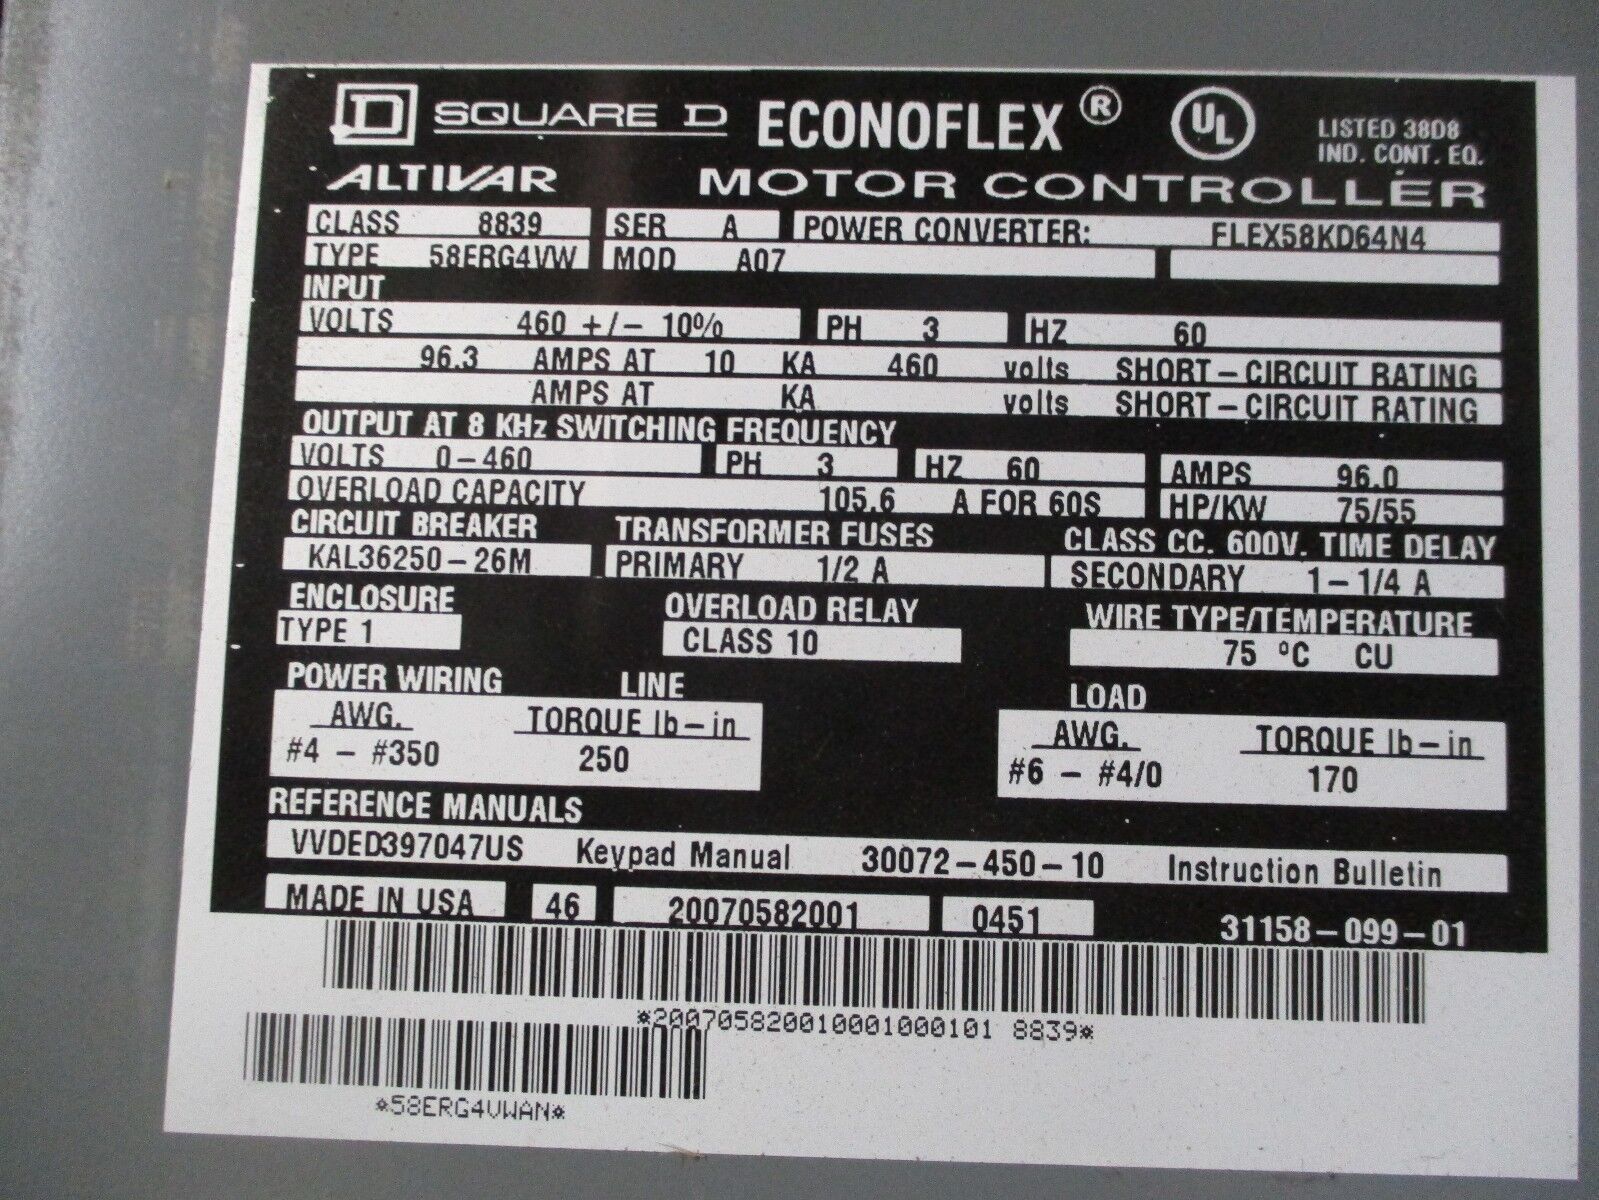 D SQUARE D ECONOFLEX® UL LISTED 38D8
IND. CONT. EQ.
ALTIVAR MOTOR CONTROLLER
CLASS 8839 SER A POWER CONVERTER: FLEX58KD64N4
TYPE 58ERG4VW MOD A07
INPUT
VOLTS 460 +/- 10% PH 3 HZ 60
96.3 AMPS AT 10 KA 460 volts SHORT-CIRCUIT RATING
AMPS AT KA volts SHORT-CIRCUIT RATING
OUTPUT AT 8 KHz SWITCHING FREQUENCY
VOLTS 0-460 PH 3 HZ 60 AMPS 96.0
OVERLOAD CAPACITY 105.6 A FOR 60S HP/KW 75/55
CIRCUIT BREAKER TRANSFORMER FUSES CLASS CC. 600V. TIME DELAY
KAL36250-26M PRIMARY 1/2 A SECONDARY 1-1/4 A
ENCLOSURE OVERLOAD RELAY WIRE TYPE/TEMPERATURE
TYPE 1 CLASS 10 75 °C CU
POWER WIRING LINE LOAD
AWG. TORQUE lb-in AWG. TORQUE lb-in
#4 - #350 250 #6 - #4/0 170
REFERENCE MANUALS
VVDED397047US Keypad Manual 30072-450-10 Instruction Bulletin
MADE IN USA 46 20070582001 0451 31158-099-01
*200705820010001000101 8839*
*58ERG4VWAN*